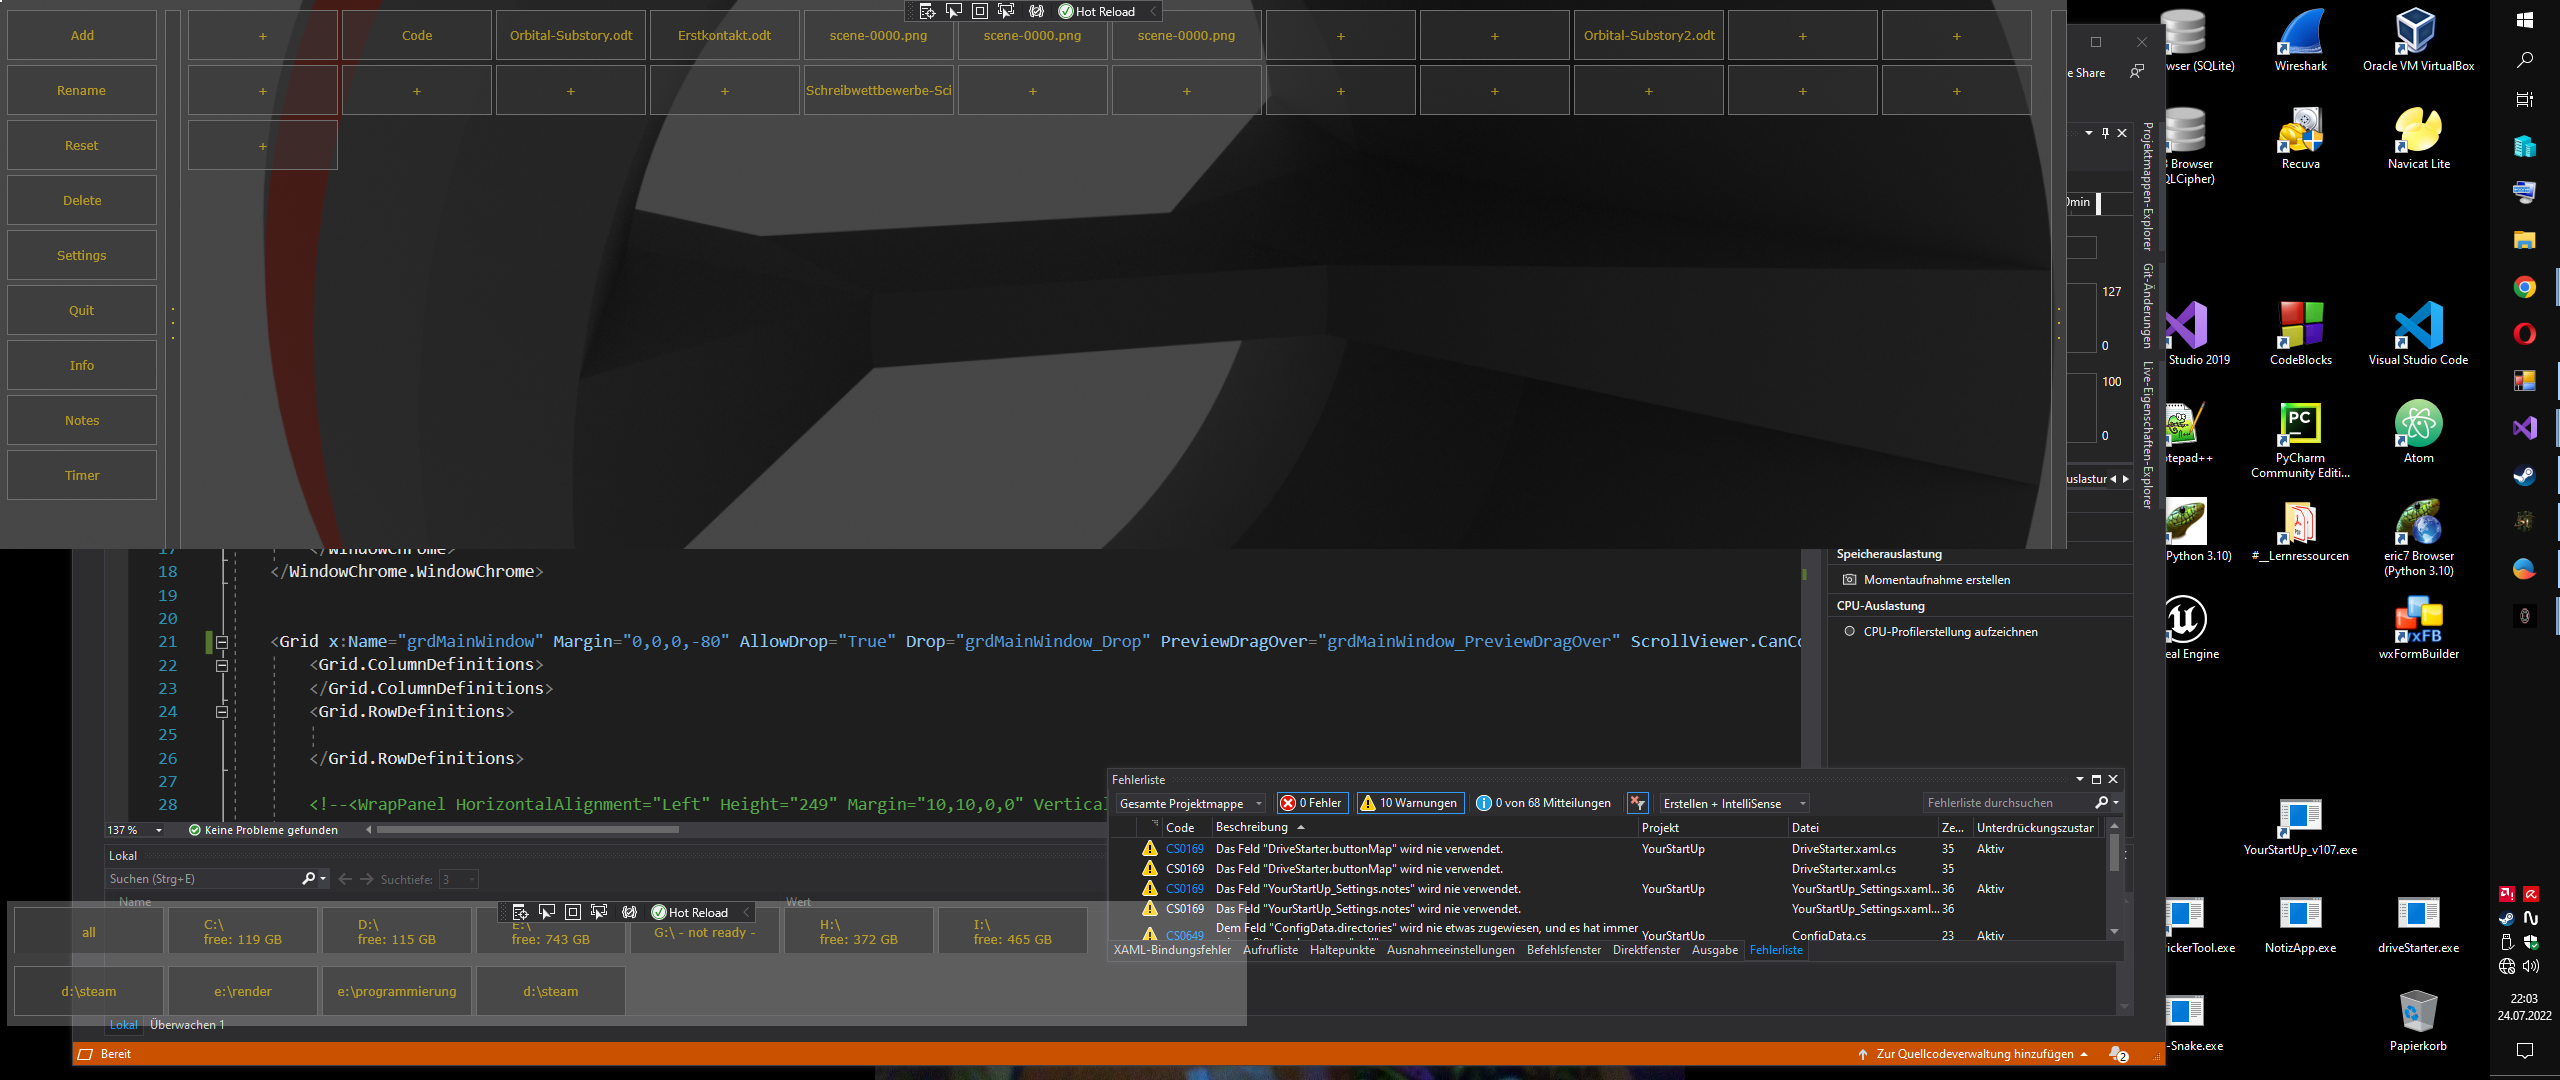 Hot Reload
Add
+
Code
Orbital-Substory.odt
Erstkontakt.odt
scene-0000.png
scene-0000.png
scene-0000.png
+
+
Orbital-Substory2.odt
+
+
Rename
+
+
+
+
Schreibwettbewerbe-Sci
+
+
+
+
+
+
+
Reset
+
Delete
Settings
Quit
Info
Notes
Timer
e Share
Projektmappen-Explorer
Git-Änderungen
Live-Eigenschaften-Explorer
0min
127
0
100
0
uslastur
Speicherauslastung
Momentaufnahme erstellen
CPU-Auslastung
CPU-Profilerstellung aufzeichnen
17 </WindowChrome>
18 </WindowChrome.WindowChrome>
19
20
21 <Grid x:Name="grdMainWindow" Margin="0,0,0,-80" AllowDrop="True" Drop="grdMainWindow_Drop" PreviewDragOver="grdMainWindow_PreviewDragOver" ScrollViewer.CanCo
22 <Grid.ColumnDefinitions>
23 </Grid.ColumnDefinitions>
24 <Grid.RowDefinitions>
25
26 </Grid.RowDefinitions>
27
28 <!--<WrapPanel HorizontalAlignment="Left" Height="249" Margin="10,10,0,0" Vertical
137 %
Keine Probleme gefunden
Lokal
Suchen (Strg+E)
Suchtiefe: 3
Name
Wert
Hot Reload
all
C:\
free: 119 GB
D:\
free: 115 GB
E:\
free: 743 GB
G:\ - not ready -
H:\
free: 372 GB
I:\
free: 465 GB
d:\steam
e:\render
e:\programmierung
d:\steam
Lokal
Überwachen 1
Fehlerliste
Gesamte Projektmappe
0 Fehler
10 Warnungen
0 von 68 Mitteilungen
Erstellen + IntelliSense
Fehlerliste durchsuchen
Code Beschreibung Projekt Datei Ze... Unterdrückungszustar
CS0169 Das Feld "DriveStarter.buttonMap" wird nie verwendet. YourStartUp DriveStarter.xaml.cs 35 Aktiv
CS0169 Das Feld "DriveStarter.buttonMap" wird nie verwendet. DriveStarter.xaml.cs 35
CS0169 Das Feld "YourStartUp_Settings.notes" wird nie verwendet. YourStartUp YourStartUp_Settings.xaml... 36 Aktiv
CS0169 Das Feld "YourStartUp_Settings.notes" wird nie verwendet. YourStartUp_Settings.xaml... 36
CS0649 Dem Feld "ConfigData.directories" wird nie etwas zugewiesen, und es hat immer YourStartUp ConfigData.cs 23 Aktiv
XAML-Bindungsfehler
Aufrufliste
Haltepunkte
Ausnahmeeinstellungen
Befehlsfenster
Direktfenster
Ausgabe
Fehlerliste
Bereit
Zur Quellcodeverwaltung hinzufügen
2
wser (SQLite)
Wireshark
Oracle VM VirtualBox
Browser
QLCipher)
Recuva
Navicat Lite
Studio 2019
CodeBlocks
Visual Studio Code
otepad++
PC
PyCharm
Community Editi...
Atom
Python 3.10)
#__Lernressourcen
eric7 Browser
(Python 3.10)
eal Engine
wxFB
wxFormBuilder
YourStartUp_v107.exe
ickerTool.exe
NotizApp.exe
driveStarter.exe
-Snake.exe
Papierkorb
22:03
24.07.2022